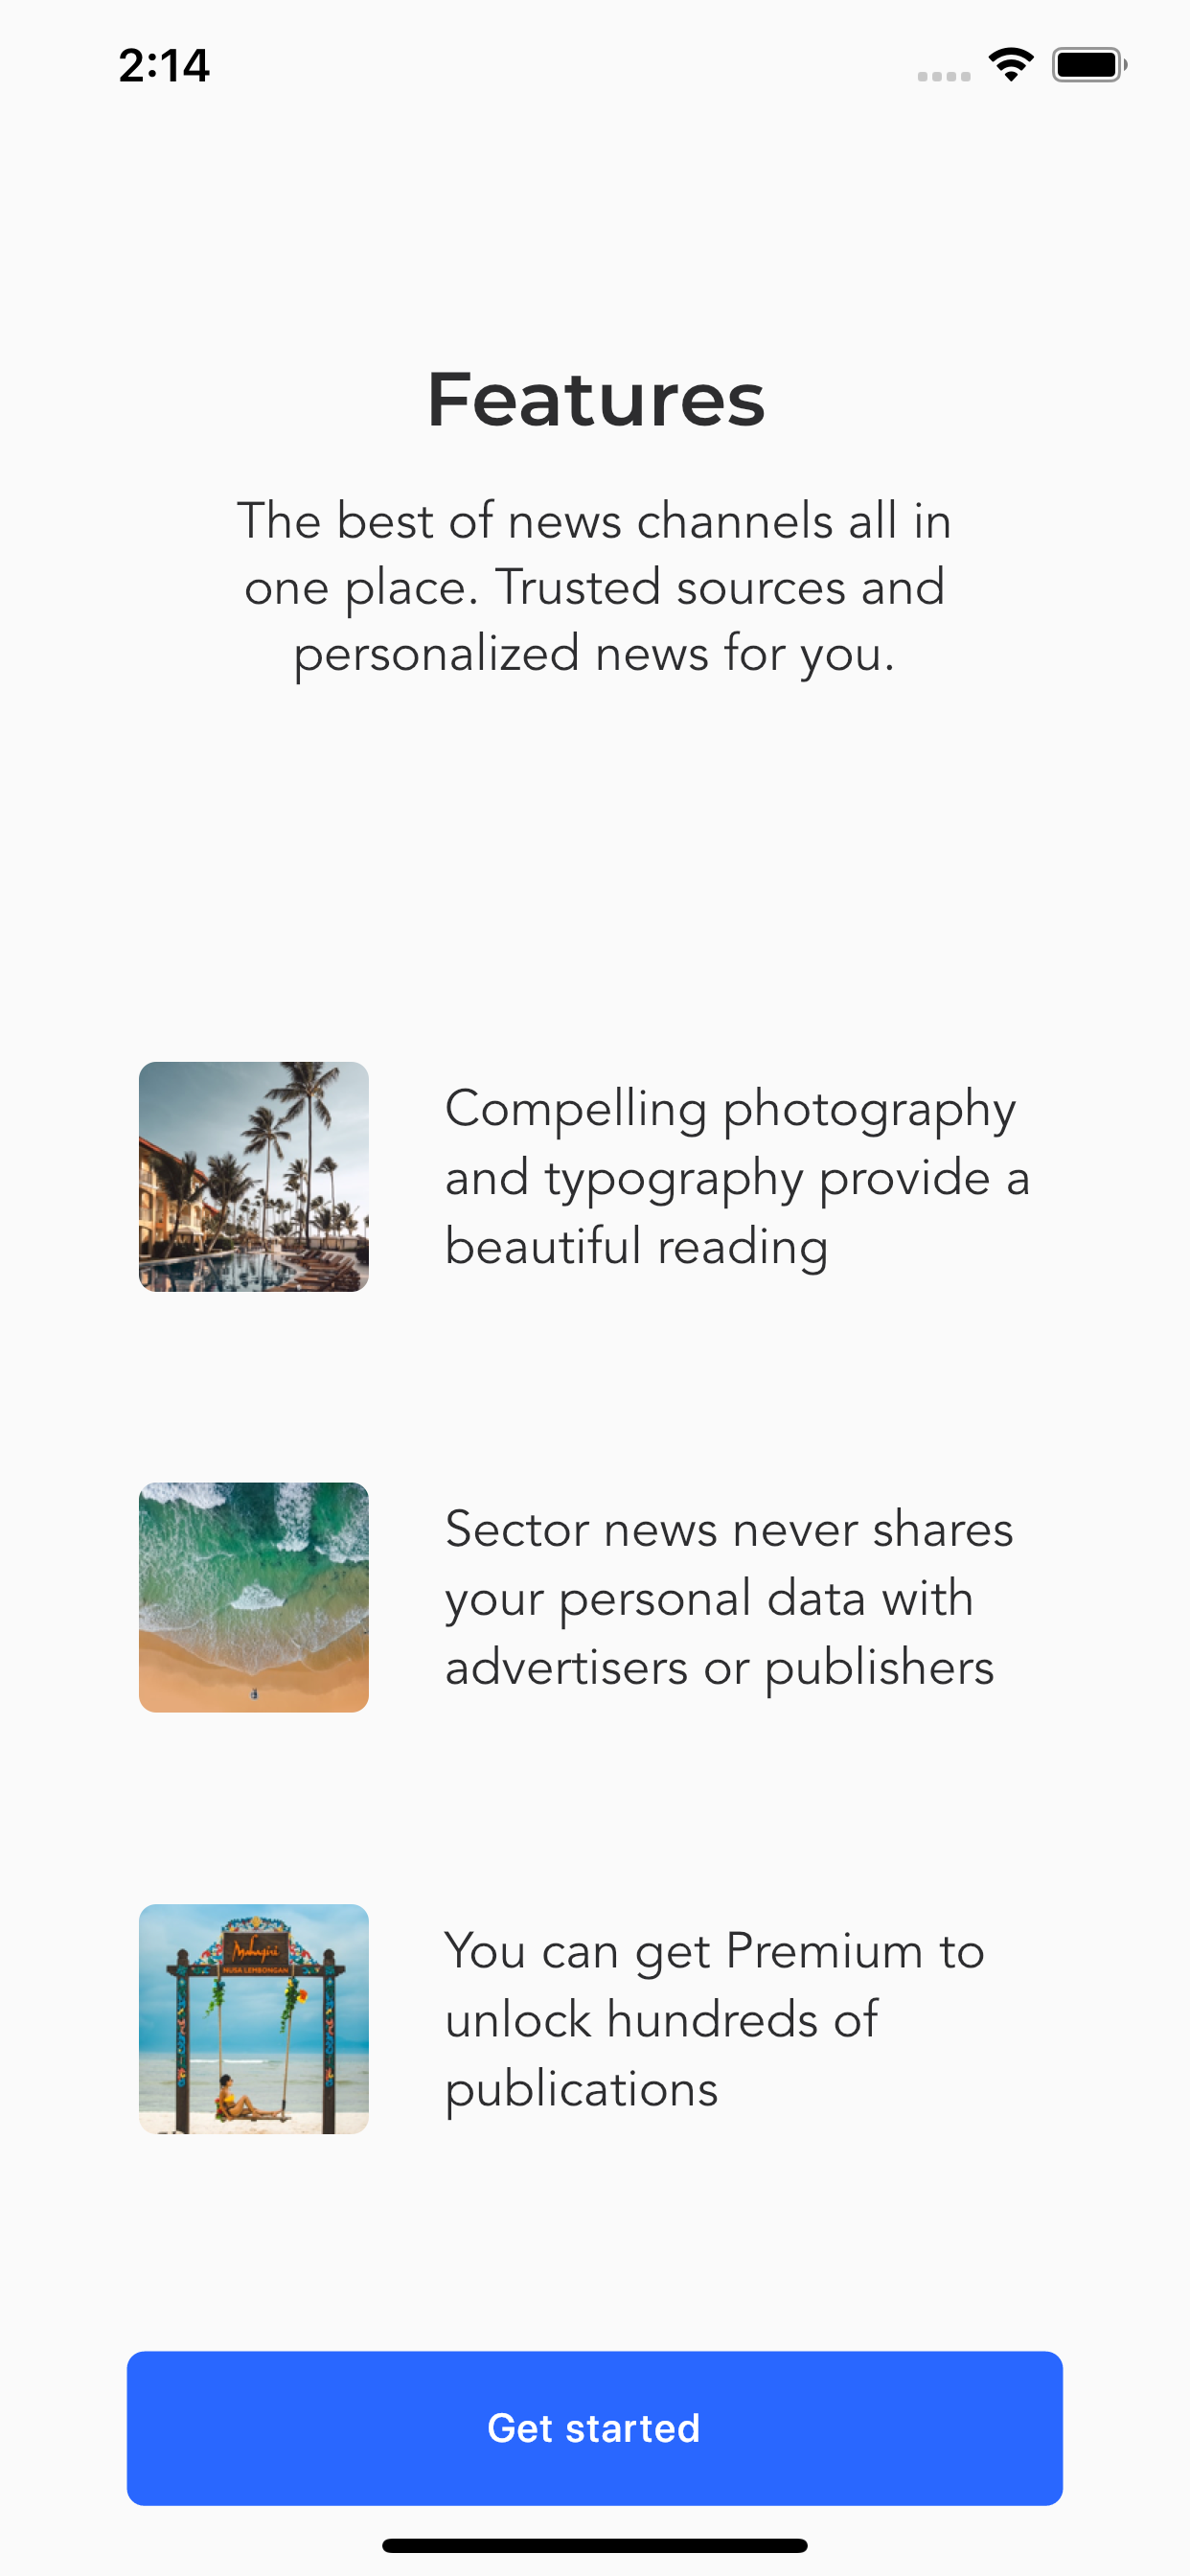 2:14
Features
The best of news channels all in
one place. Trusted sources and
personalized news for you.
Compelling photography
and typography provide a
beautiful reading
Sector news never shares
your personal data with
advertisers or publishers
Mahagiri
NUSA LEMBONGAN
You can get Premium to
unlock hundreds of
publications
Get started